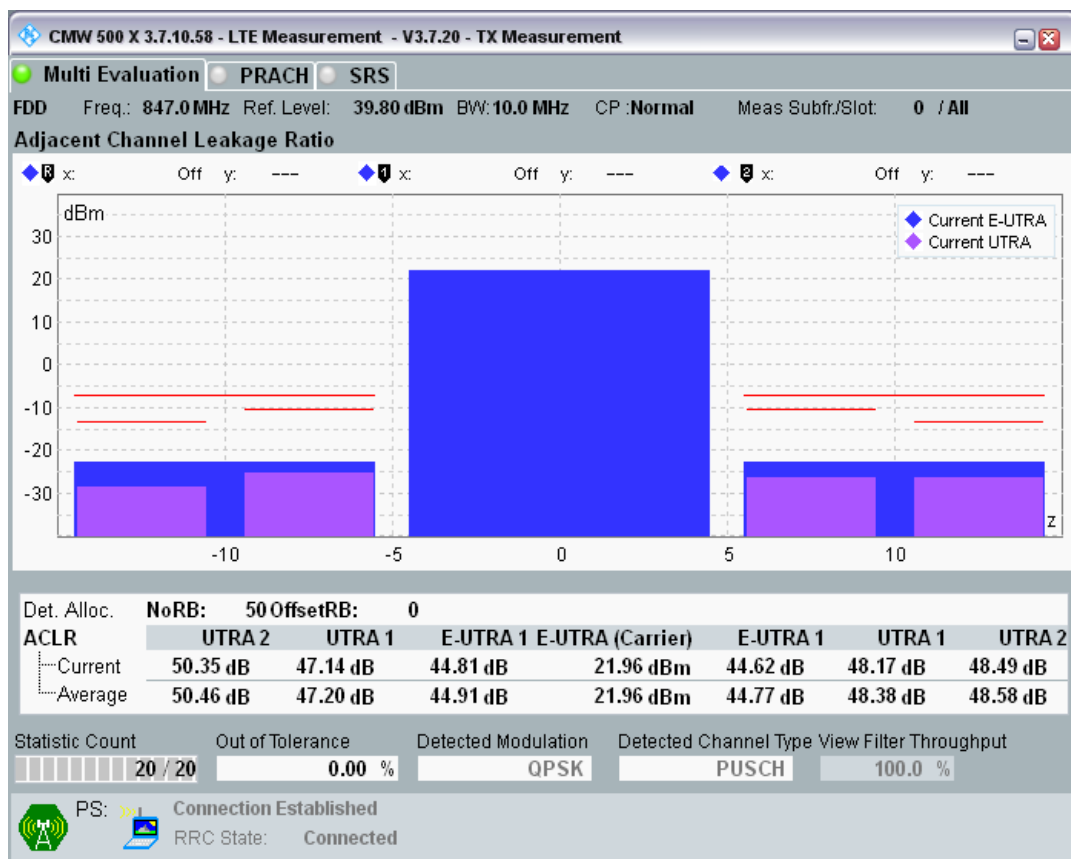 CMW 500 X 3.7.10.58 - LTE Measurement - V3.7.20 - TX Measurement
Multi Evaluation PRACH SRS
FDD Freq.: 847.0 MHz Ref. Level: 39.80 dBm BW: 10.0 MHz CP :Normal Meas Subfr./Slot: 0 / All
Adjacent Channel Leakage Ratio
R x: Off y: --- 1 x: Off y: --- 2 x: Off y: ---
dBm
Current E-UTRA
Current UTRA
30
20
10
0
-10
-20
-30
z
-10 -5 0 5 10
Det. Alloc. NoRB: 50 OffsetRB: 0
ACLR UTRA 2 UTRA 1 E-UTRA 1 E-UTRA (Carrier) E-UTRA 1 UTRA 1 UTRA 2
Current 50.35 dB 47.14 dB 44.81 dB 21.96 dBm 44.62 dB 48.17 dB 48.49 dB
Average 50.46 dB 47.20 dB 44.91 dB 21.96 dBm 44.77 dB 48.38 dB 48.58 dB
Statistic Count Out of Tolerance Detected Modulation Detected Channel Type View Filter Throughput
20 / 20 0.00 % QPSK PUSCH 100.0 %
PS: Connection Established
RRC State: Connected